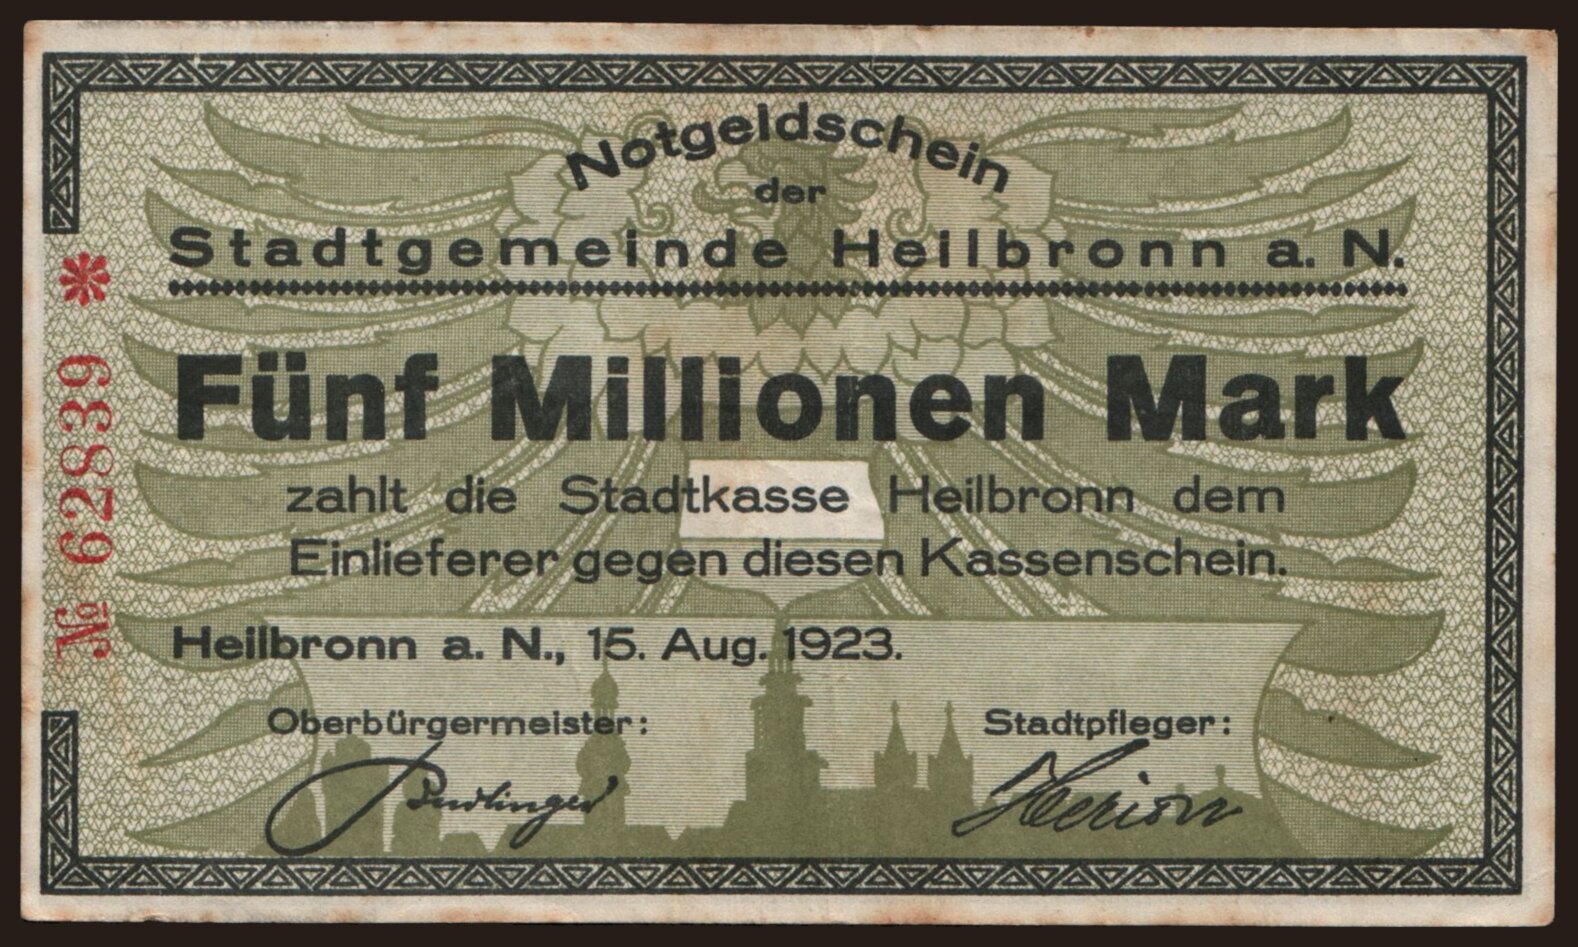 Notgeldschein
der
Stadtgemeinde Heilbronn a. N.
Fünf Millionen Mark
zahlt die Stadtkasse Heilbronn dem
Einlieferer gegen diesen Kassenschein.
Heilbronn a. N., 15. Aug. 1923.
Oberbürgermeister:
Stadtpfleger:
Herion
№ 62839 *